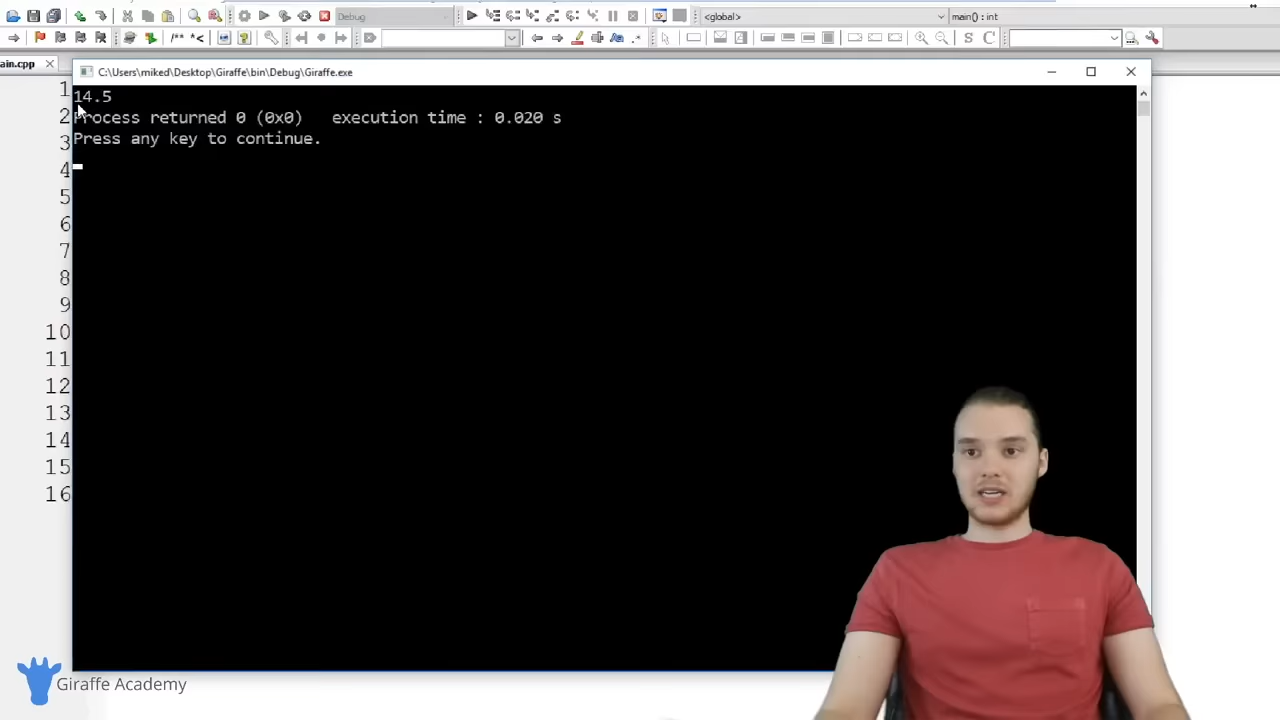 Debug
<global>
main() : int
ain.cpp
C:\Users\miked\Desktop\Giraffe\bin\Debug\Giraffe.exe
1
2
3
4
5
6
7
8
9
10
11
12
13
14
15
16
14.5
Process returned 0 (0x0)   execution time : 0.020 s
Press any key to continue.
Giraffe Academy